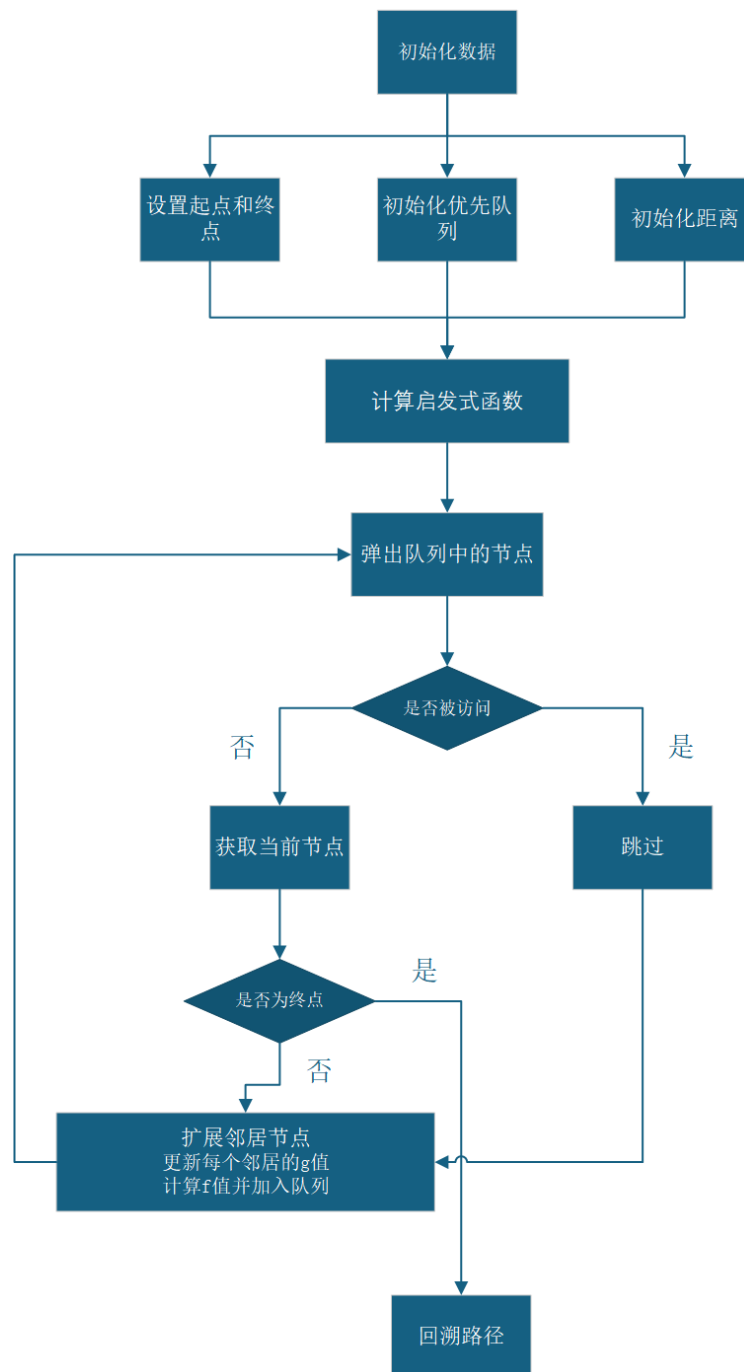 初始化数据
设置起点和终
点
初始化优先队
列
初始化距离
计算启发式函数
弹出队列中的节点
是否被访问
否
是
获取当前节点
跳过
是否为终点
是
否
扩展邻居节点
更新每个邻居的g值
计算f值并加入队列
回溯路径